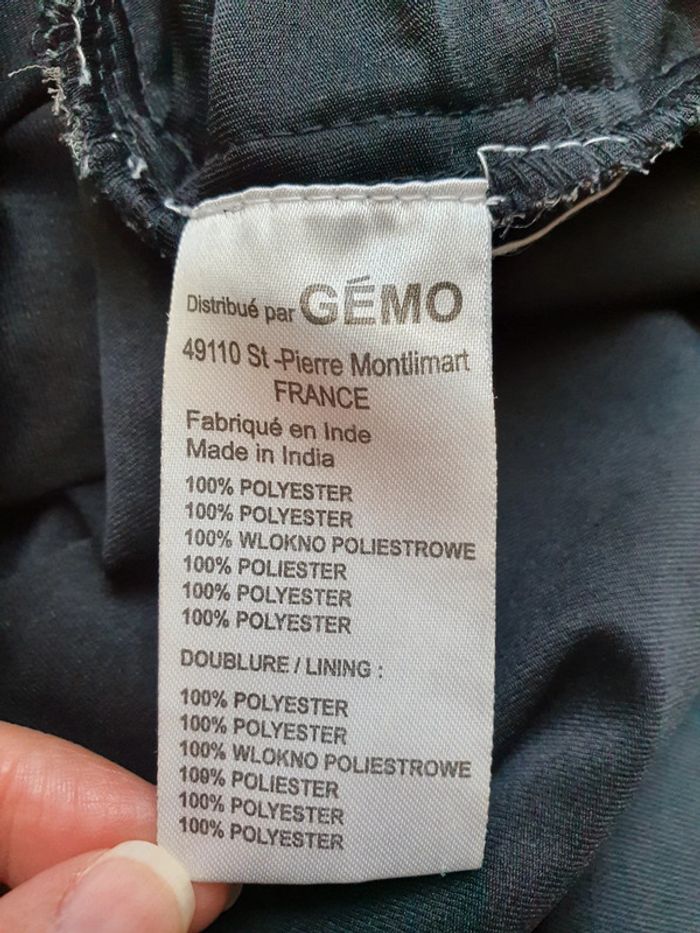 Distribué par GÉMO
49110 St-Pierre Montlimart
FRANCE
Fabriqué en Inde
Made in India
100% POLYESTER
100% POLYESTER
100% WLOKNO POLIESTROWE
100% POLIESTER
100% POLYESTER
100% POLYESTER
DOUBLURE / LINING :
100% POLYESTER
100% POLYESTER
100% WLOKNO POLIESTROWE
100% POLIESTER
100% POLYESTER
100% POLYESTER